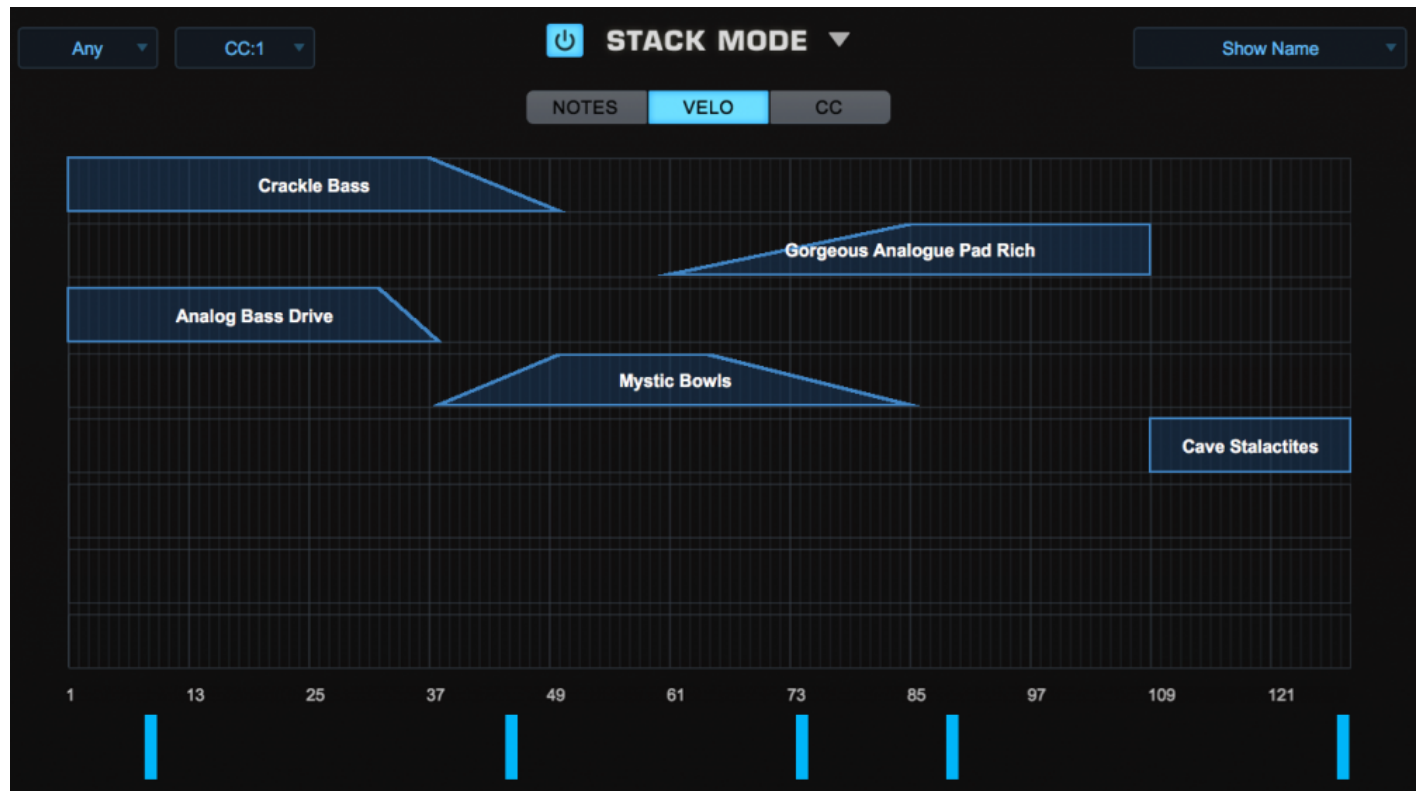 Any CC:1 STACK MODE Show Name
NOTES VELO CC
Crackle Bass
Gorgeous Analogue Pad Rich
Analog Bass Drive
Mystic Bowls
Cave Stalactites
1 13 25 37 49 61 73 85 97 109 121